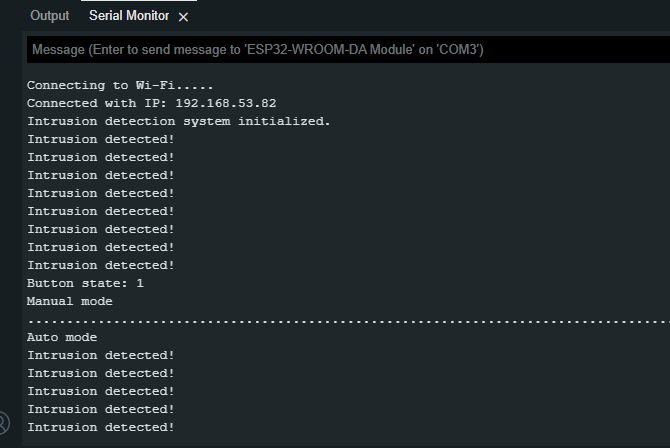 Output Serial Monitor ×
Message (Enter to send message to 'ESP32-WROOM-DA Module' on 'COM3')
Connecting to Wi-Fi.....
Connected with IP: 192.168.53.82
Intrusion detection system initialized.
Intrusion detected!
Intrusion detected!
Intrusion detected!
Intrusion detected!
Intrusion detected!
Intrusion detected!
Intrusion detected!
Intrusion detected!
Button state: 1
Manual mode
................................................................................
Auto mode
Intrusion detected!
Intrusion detected!
Intrusion detected!
Intrusion detected!
Intrusion detected!